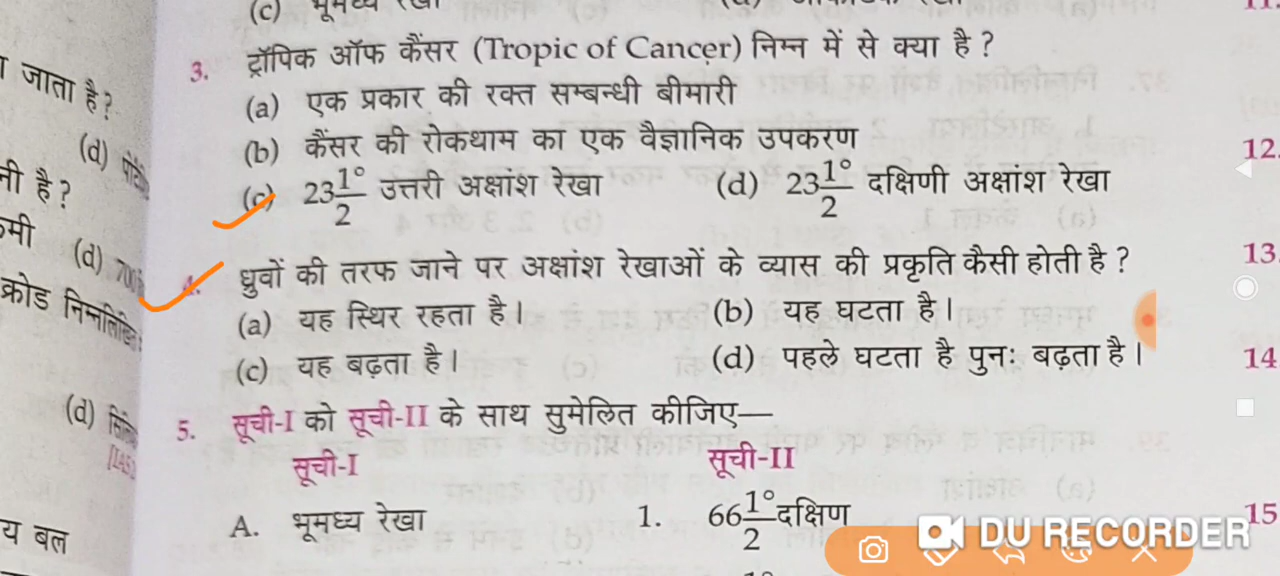 (c) भूमध्य रेखा
3. ट्रॉपिक ऑफ कैंसर (Tropic of Cancer) निम्न में से क्या है ?
(a) एक प्रकार की रक्त सम्बन्धी बीमारी
(b) कैंसर की रोकथाम का एक वैज्ञानिक उपकरण
(c) 23 1/2° उत्तरी अक्षांश रेखा (d) 23 1/2° दक्षिणी अक्षांश रेखा
4. ध्रुवों की तरफ जाने पर अक्षांश रेखाओं के व्यास की प्रकृति कैसी होती है ?
(a) यह स्थिर रहता है। (b) यह घटता है।
(c) यह बढ़ता है। (d) पहले घटता है पुनः बढ़ता है।
5. सूची-I को सूची-II के साथ सुमेलित कीजिए—
सूची-I सूची-II
A. भूमध्य रेखा 1. 66 1/2° दक्षिण
जाता है?
(d)
है?
(d)
क्रोड
(d)
य बल
12.
13.
14
15
DU RECORDER